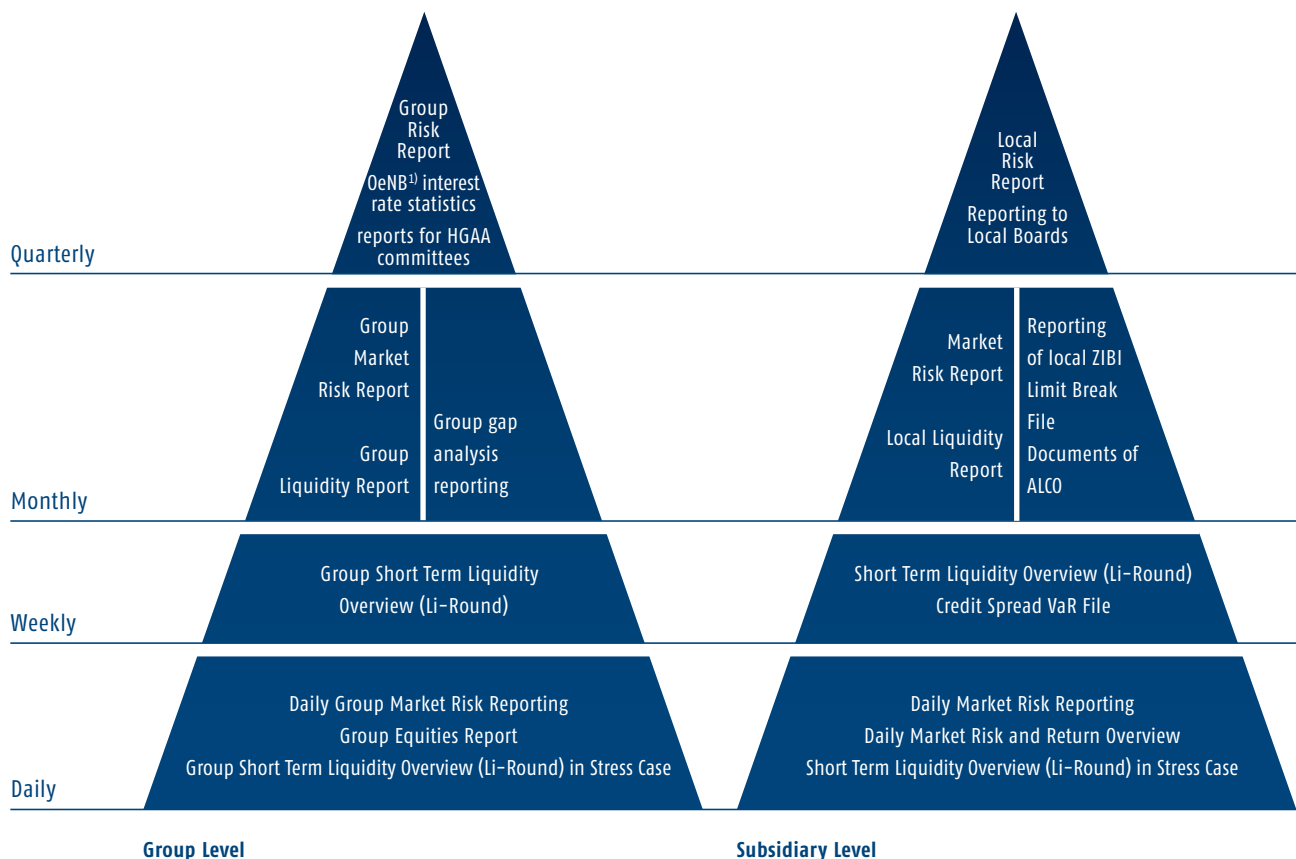 Group
Risk
Report
OeNB1) interest
rate statistics
reports for HGAA
committees
Local
Risk
Report
Reporting to
Local Boards
Quarterly
Group
Market
Risk Report
Group
Liquidity Report
Group gap
analysis
reporting
Market
Risk Report
Local Liquidity
Report
Reporting
of local ZIBI
Limit Break
File
Documents of
ALCO
Monthly
Group Short Term Liquidity
Overview (Li-Round)
Short Term Liquidity Overview (Li-Round)
Credit Spread VaR File
Weekly
Daily Group Market Risk Reporting
Group Equities Report
Group Short Term Liquidity Overview (Li-Round) in Stress Case
Daily Market Risk Reporting
Daily Market Risk and Return Overview
Short Term Liquidity Overview (Li-Round) in Stress Case
Daily
Group Level
Subsidiary Level